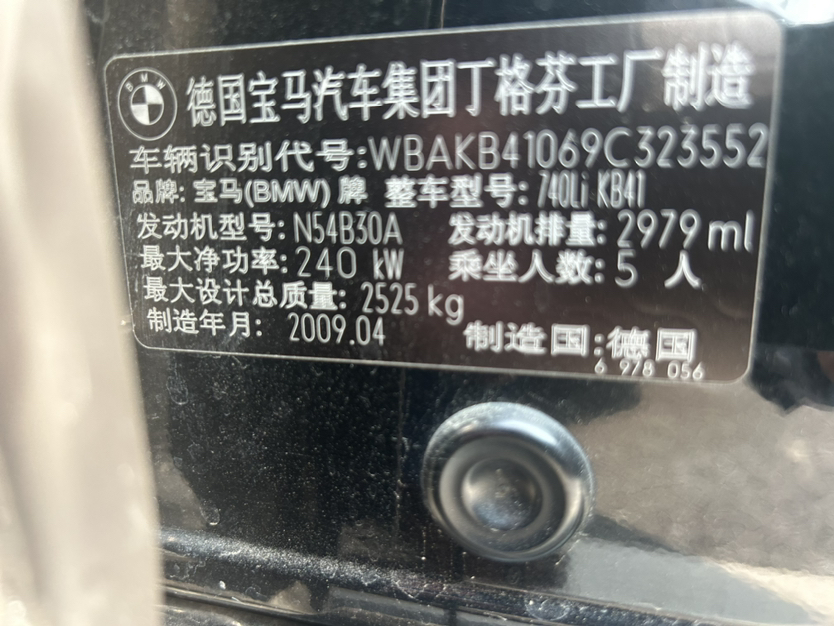 BMW
德国宝马汽车集团丁格芬工厂制造
车辆识别代号:WBAKB41069C323552
品牌: 宝马(BMW) 牌 整车型号: 740Li KB41
发动机型号: N54B30A 发动机排量: 2979 ml
最大净功率: 240 kW 乘坐人数: 5 人
最大设计总质量: 2525 kg
制造年月: 2009.04 制造国:德国
6 978 056